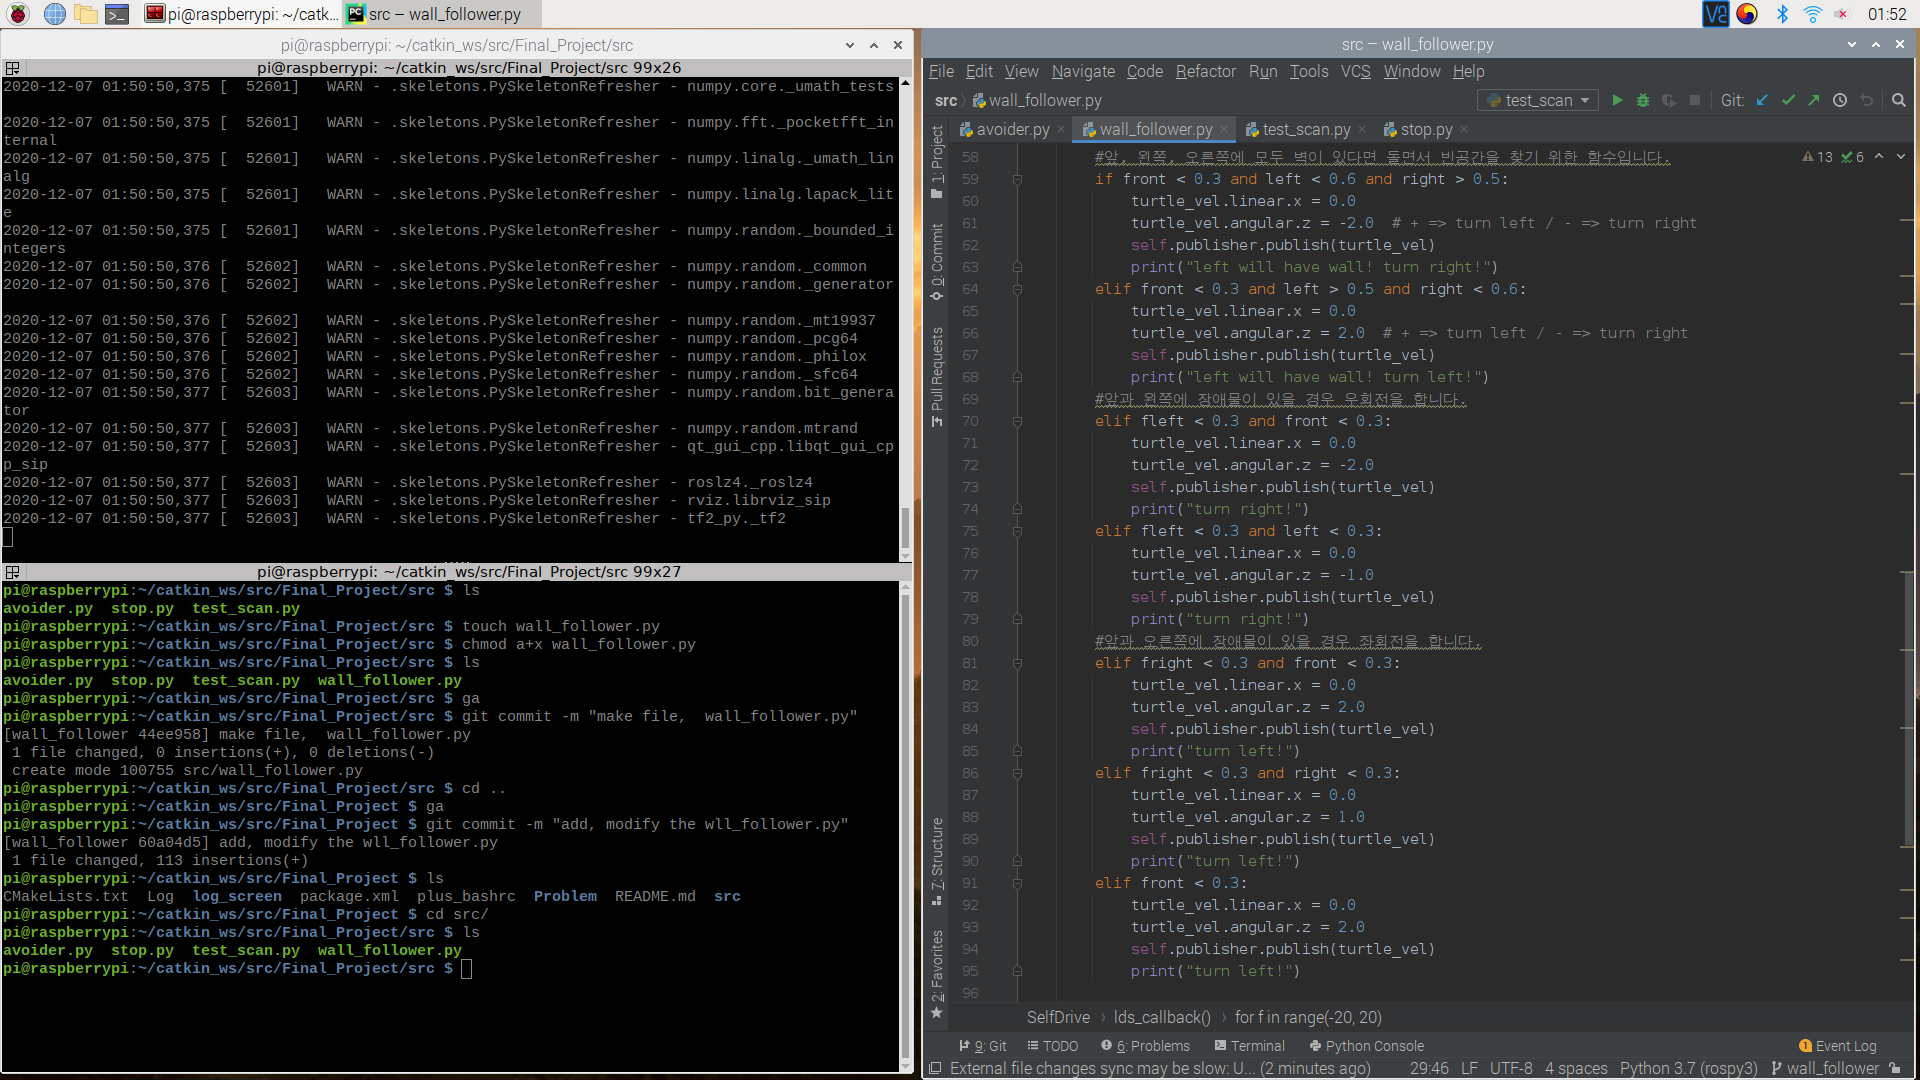 pi@raspberrypi: ~/catk...
src – wall_follower.py
01:52
pi@raspberrypi: ~/catkin_ws/src/Final_Project/src
pi@raspberrypi: ~/catkin_ws/src/Final_Project/src 99x26
2020-12-07 01:50:50,375 [  52601]   WARN - .skeletons.PySkeletonRefresher - numpy.core._umath_tests
2020-12-07 01:50:50,375 [  52601]   WARN - .skeletons.PySkeletonRefresher - numpy.fft._pocketfft_in
ternal
2020-12-07 01:50:50,375 [  52601]   WARN - .skeletons.PySkeletonRefresher - numpy.linalg._umath_lin
alg
2020-12-07 01:50:50,375 [  52601]   WARN - .skeletons.PySkeletonRefresher - numpy.linalg.lapack_lit
e
2020-12-07 01:50:50,375 [  52601]   WARN - .skeletons.PySkeletonRefresher - numpy.random._bounded_i
ntegers
2020-12-07 01:50:50,376 [  52602]   WARN - .skeletons.PySkeletonRefresher - numpy.random._common
2020-12-07 01:50:50,376 [  52602]   WARN - .skeletons.PySkeletonRefresher - numpy.random._generator
2020-12-07 01:50:50,376 [  52602]   WARN - .skeletons.PySkeletonRefresher - numpy.random._mt19937
2020-12-07 01:50:50,376 [  52602]   WARN - .skeletons.PySkeletonRefresher - numpy.random._pcg64
2020-12-07 01:50:50,376 [  52602]   WARN - .skeletons.PySkeletonRefresher - numpy.random._philox
2020-12-07 01:50:50,376 [  52602]   WARN - .skeletons.PySkeletonRefresher - numpy.random._sfc64
2020-12-07 01:50:50,377 [  52603]   WARN - .skeletons.PySkeletonRefresher - numpy.random.bit_genera
tor
2020-12-07 01:50:50,377 [  52603]   WARN - .skeletons.PySkeletonRefresher - numpy.random.mtrand
2020-12-07 01:50:50,377 [  52603]   WARN - .skeletons.PySkeletonRefresher - qt_gui_cpp.libqt_gui_cp
p_sip
2020-12-07 01:50:50,377 [  52603]   WARN - .skeletons.PySkeletonRefresher - roslz4._roslz4
2020-12-07 01:50:50,377 [  52603]   WARN - .skeletons.PySkeletonRefresher - rviz.librviz_sip
2020-12-07 01:50:50,377 [  52603]   WARN - .skeletons.PySkeletonRefresher - tf2_py._tf2
pi@raspberrypi: ~/catkin_ws/src/Final_Project/src 99x27
pi@raspberrypi:~/catkin_ws/src/Final_Project/src $ ls
avoider.py  stop.py  test_scan.py
pi@raspberrypi:~/catkin_ws/src/Final_Project/src $ touch wall_follower.py
pi@raspberrypi:~/catkin_ws/src/Final_Project/src $ chmod a+x wall_follower.py
pi@raspberrypi:~/catkin_ws/src/Final_Project/src $ ls
avoider.py  stop.py  test_scan.py  wall_follower.py
pi@raspberrypi:~/catkin_ws/src/Final_Project/src $ ga
pi@raspberrypi:~/catkin_ws/src/Final_Project/src $ git commit -m "make file,  wall_follower.py"
[wall_follower 44ee958] make file,  wall_follower.py
 1 file changed, 0 insertions(+), 0 deletions(-)
 create mode 100755 src/wall_follower.py
pi@raspberrypi:~/catkin_ws/src/Final_Project/src $ cd ..
pi@raspberrypi:~/catkin_ws/src/Final_Project $ ga
pi@raspberrypi:~/catkin_ws/src/Final_Project $ git commit -m "add, modify the wll_follower.py"
[wall_follower 60a04d5] add, modify the wll_follower.py
 1 file changed, 113 insertions(+)
pi@raspberrypi:~/catkin_ws/src/Final_Project $ ls
CMakeLists.txt  Log  log_screen  package.xml  plus_bashrc  Problem  README.md  src
pi@raspberrypi:~/catkin_ws/src/Final_Project $ cd src/
pi@raspberrypi:~/catkin_ws/src/Final_Project/src $ ls
avoider.py  stop.py  test_scan.py  wall_follower.py
pi@raspberrypi:~/catkin_ws/src/Final_Project/src $
src – wall_follower.py
File Edit View Navigate Code Refactor Run Tools VCS Window Help
src wall_follower.py test_scan Git:
avoider.py wall_follower.py test_scan.py stop.py
1: Project
0: Commit
Pull Requests
7: Structure
2: Favorites
13 6
58 #앞, 왼쪽, 오른쪽에 모두 벽이 있다면 돌면서 빈공간을 찾기 위한 함수입니다.
59 if front < 0.3 and left < 0.6 and right > 0.5:
60 turtle_vel.linear.x = 0.0
61 turtle_vel.angular.z = -2.0  # + => turn left / - => turn right
62 self.publisher.publish(turtle_vel)
63 print("left will have wall! turn right!")
64 elif front < 0.3 and left > 0.5 and right < 0.6:
65 turtle_vel.linear.x = 0.0
66 turtle_vel.angular.z = 2.0  # + => turn left / - => turn right
67 self.publisher.publish(turtle_vel)
68 print("left will have wall! turn left!")
69 #앞과 왼쪽에 장애물이 있을 경우 우회전을 합니다.
70 elif fleft < 0.3 and front < 0.3:
71 turtle_vel.linear.x = 0.0
72 turtle_vel.angular.z = -2.0
73 self.publisher.publish(turtle_vel)
74 print("turn right!")
75 elif fleft < 0.3 and left < 0.3:
76 turtle_vel.linear.x = 0.0
77 turtle_vel.angular.z = -1.0
78 self.publisher.publish(turtle_vel)
79 print("turn right!")
80 #앞과 오른쪽에 장애물이 있을 경우 좌회전을 합니다.
81 elif fright < 0.3 and front < 0.3:
82 turtle_vel.linear.x = 0.0
83 turtle_vel.angular.z = 2.0
84 self.publisher.publish(turtle_vel)
85 print("turn left!")
86 elif fright < 0.3 and right < 0.3:
87 turtle_vel.linear.x = 0.0
88 turtle_vel.angular.z = 1.0
89 self.publisher.publish(turtle_vel)
90 print("turn left!")
91 elif front < 0.3:
92 turtle_vel.linear.x = 0.0
93 turtle_vel.angular.z = 2.0
94 self.publisher.publish(turtle_vel)
95 print("turn left!")
96
SelfDrive lds_callback() for f in range(-20, 20)
9: Git TODO 6: Problems Terminal Python Console 1 Event Log
External file changes sync may be slow: U... (2 minutes ago) 29:46 LF UTF-8 4 spaces Python 3.7 (rospy3) wall_follower